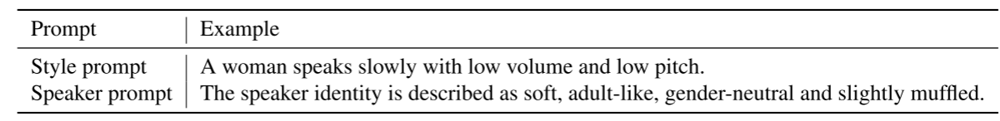 Prompt Example
Style prompt A woman speaks slowly with low volume and low pitch.
Speaker prompt The speaker identity is described as soft, adult-like, gender-neutral and slightly muffled.